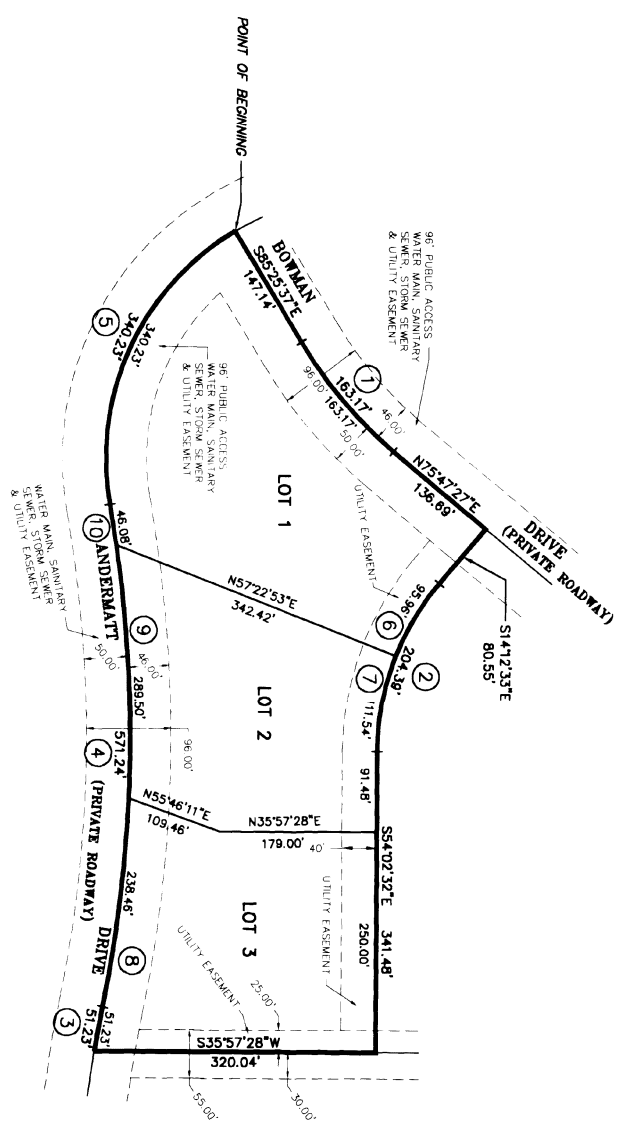 POINT OF BEGINNING
BOWMAN
S85°25'37"E
147.14'
96' PUBLIC ACCESS
WATER MAIN, SAINITARY
SEWER, STORM SEWER
& UTILITY EASEMENT
1
163.17'
163.17'
96.00'
46.00'
50.00'
N75°47'27"E
136.69'
DRIVE
(PRIVATE ROADWAY)
S14°12'33"E
80.55'
5
340.23'
340.23'
96' PUBLIC ACCESS
WATER MAIN, SAINITARY
SEWER, STORM SEWER
& UTILITY EASEMENT
LOT 1
UTILITY EASEMENT
95.96'
6
204.39'
2
7
46.08'
10
ANDERMATT
N57°22'53"E
342.42'
WATER MAIN, SAINITARY
SEWER, STORM SEWER
& UTILITY EASEMENT
9
46.00'
50.00'
289.50'
LOT 2
11.54'
91.48'
571.24'
4
96.00'
(PRIVATE ROADWAY)
N55°46'11"E
109.46'
N35°57'28"E
179.00'
40'
S54°02'32"E
341.48'
250.00'
238.46'
DRIVE
8
LOT 3
UTILITY EASEMENT
UTILITY EASEMENT
25.00'
51.23'
51.23'
3
S35°57'28"W
320.04'
55.00'
30.00'